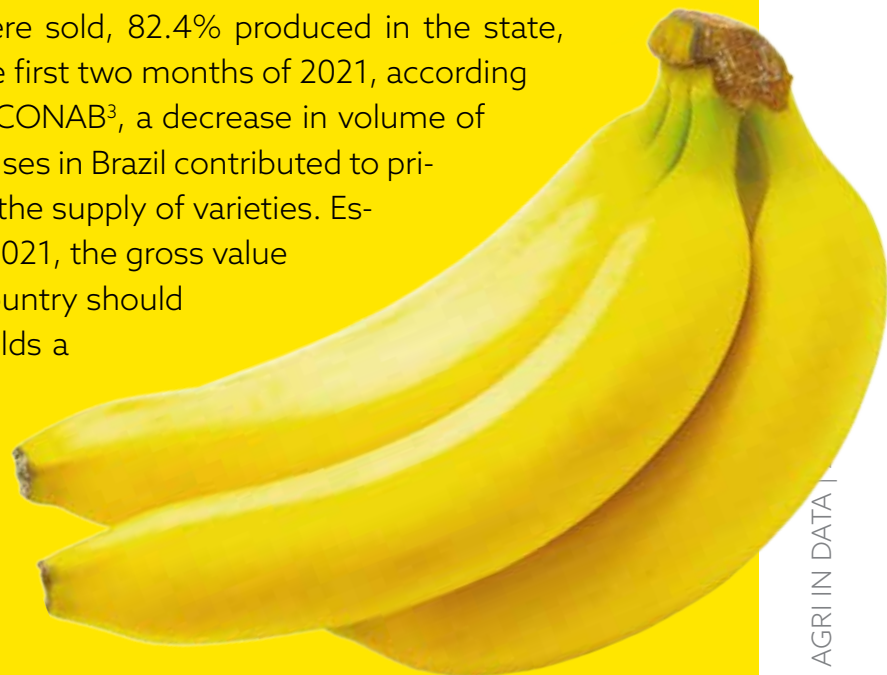 ere sold, 82.4% produced in the state,
e first two months of 2021, according
CONAB³, a decrease in volume of
ses in Brazil contributed to pri-
the supply of varieties. Es-
021, the gross value
untry should
lds a
AGRI IN DATA |